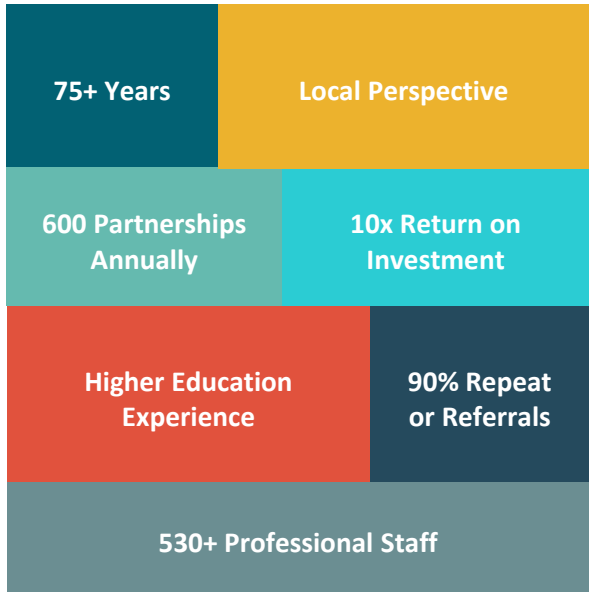 75+ Years
Local Perspective
600 Partnerships
Annually
10x Return on
Investment
Higher Education
Experience
90% Repeat
or Referrals
530+ Professional Staff